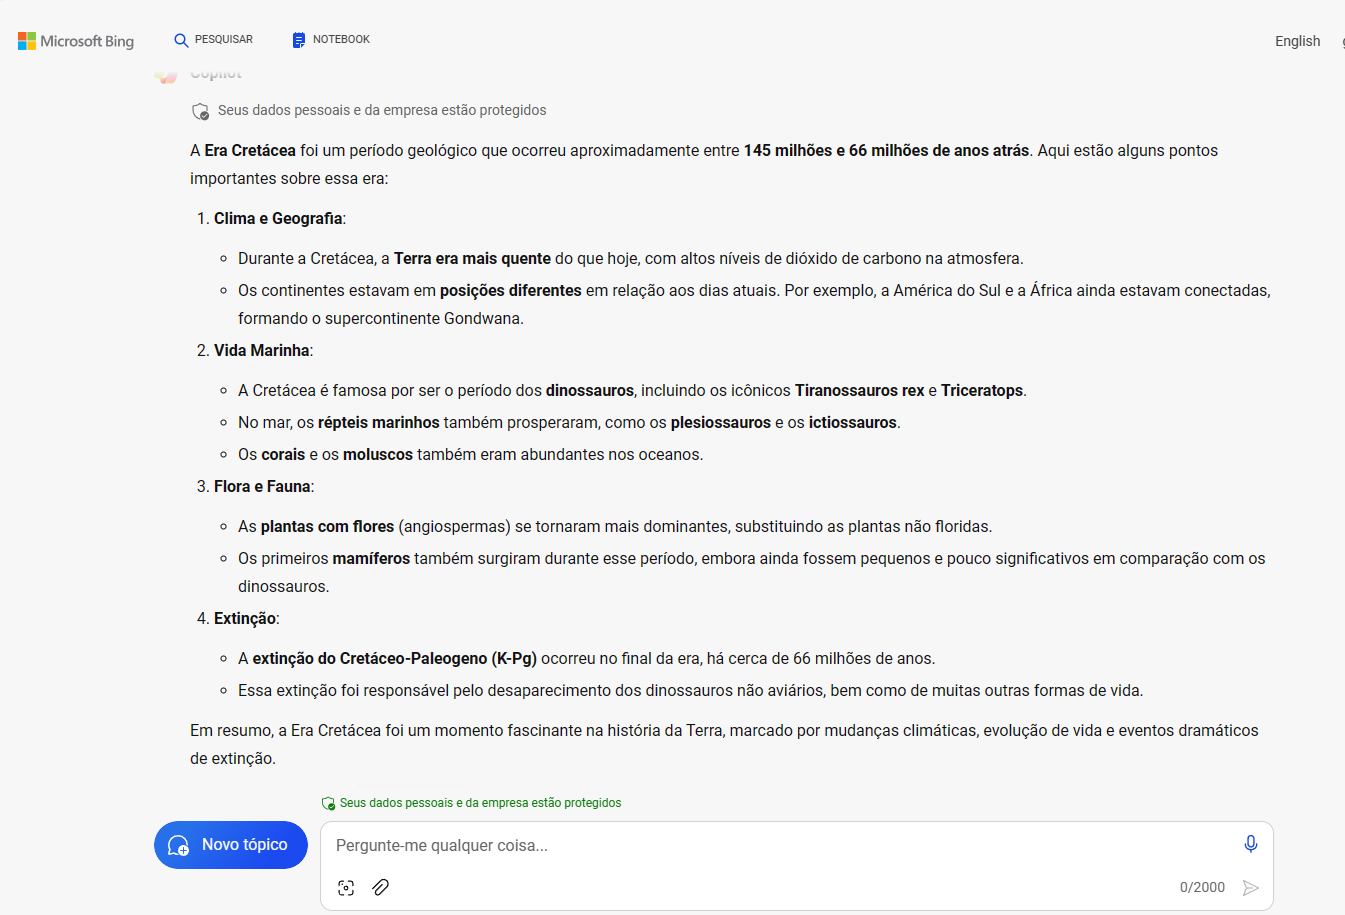 Microsoft Bing
PESQUISAR
NOTEBOOK
English
Copilot
Seus dados pessoais e da empresa estão protegidos
A Era Cretácea foi um período geológico que ocorreu aproximadamente entre 145 milhões e 66 milhões de anos atrás. Aqui estão alguns pontos
importantes sobre essa era:
1. Clima e Geografia:
Durante a Cretácea, a Terra era mais quente do que hoje, com altos níveis de dióxido de carbono na atmosfera.
Os continentes estavam em posições diferentes em relação aos dias atuais. Por exemplo, a América do Sul e a África ainda estavam conectadas,
formando o supercontinente Gondwana.
2. Vida Marinha:
A Cretácea é famosa por ser o período dos dinossauros, incluindo os icônicos Tiranossauros rex e Triceratops.
No mar, os répteis marinhos também prosperaram, como os plesiossauros e os ictiossauros.
Os corais e os moluscos também eram abundantes nos oceanos.
3. Flora e Fauna:
As plantas com flores (angiospermas) se tornaram mais dominantes, substituindo as plantas não floridas.
Os primeiros mamíferos também surgiram durante esse período, embora ainda fossem pequenos e pouco significativos em comparação com os
dinossauros.
4. Extinção:
A extinção do Cretáceo-Paleogeno (K-Pg) ocorreu no final da era, há cerca de 66 milhões de anos.
Essa extinção foi responsável pelo desaparecimento dos dinossauros não aviários, bem como de muitas outras formas de vida.
Em resumo, a Era Cretácea foi um momento fascinante na história da Terra, marcado por mudanças climáticas, evolução de vida e eventos dramáticos
de extinção.
Seus dados pessoais e da empresa estão protegidos
Novo tópico
Pergunte-me qualquer coisa...
0/2000